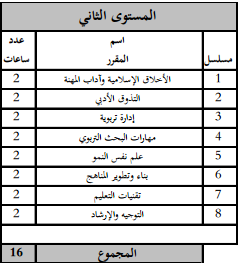 المستوى الثاني
مسلسل اسم المقرر عدد ساعات
1 الأخلاق الإسلامية وآداب المهنة 2
2 التذوق الأدبي 2
3 إدارة تربوية 2
4 مهارات البحث التربوي 2
5 علم نفس النمو 2
6 بناء وتطوير المناهج 2
7 تقنيات التعليم 2
8 التوجيه والإرشاد 2
المجموع 16